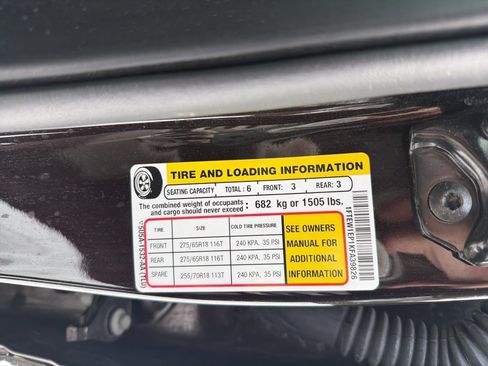 TIRE AND LOADING INFORMATION
SEATING CAPACITY TOTAL: 6 FRONT: 3 REAR: 3
The combined weight of occupants
and cargo should never exceed : 682 kg or 1505 lbs.
TIRE SIZE COLD TIRE PRESSURE
FRONT 275/65R18 116T 240 KPA, 35 PSI
REAR 275/65R18 116T 240 KPA, 35 PSI
SPARE 255/70R18 113T 240 KPA, 35 PSI
SEE OWNERS
MANUAL FOR
ADDITIONAL
INFORMATION